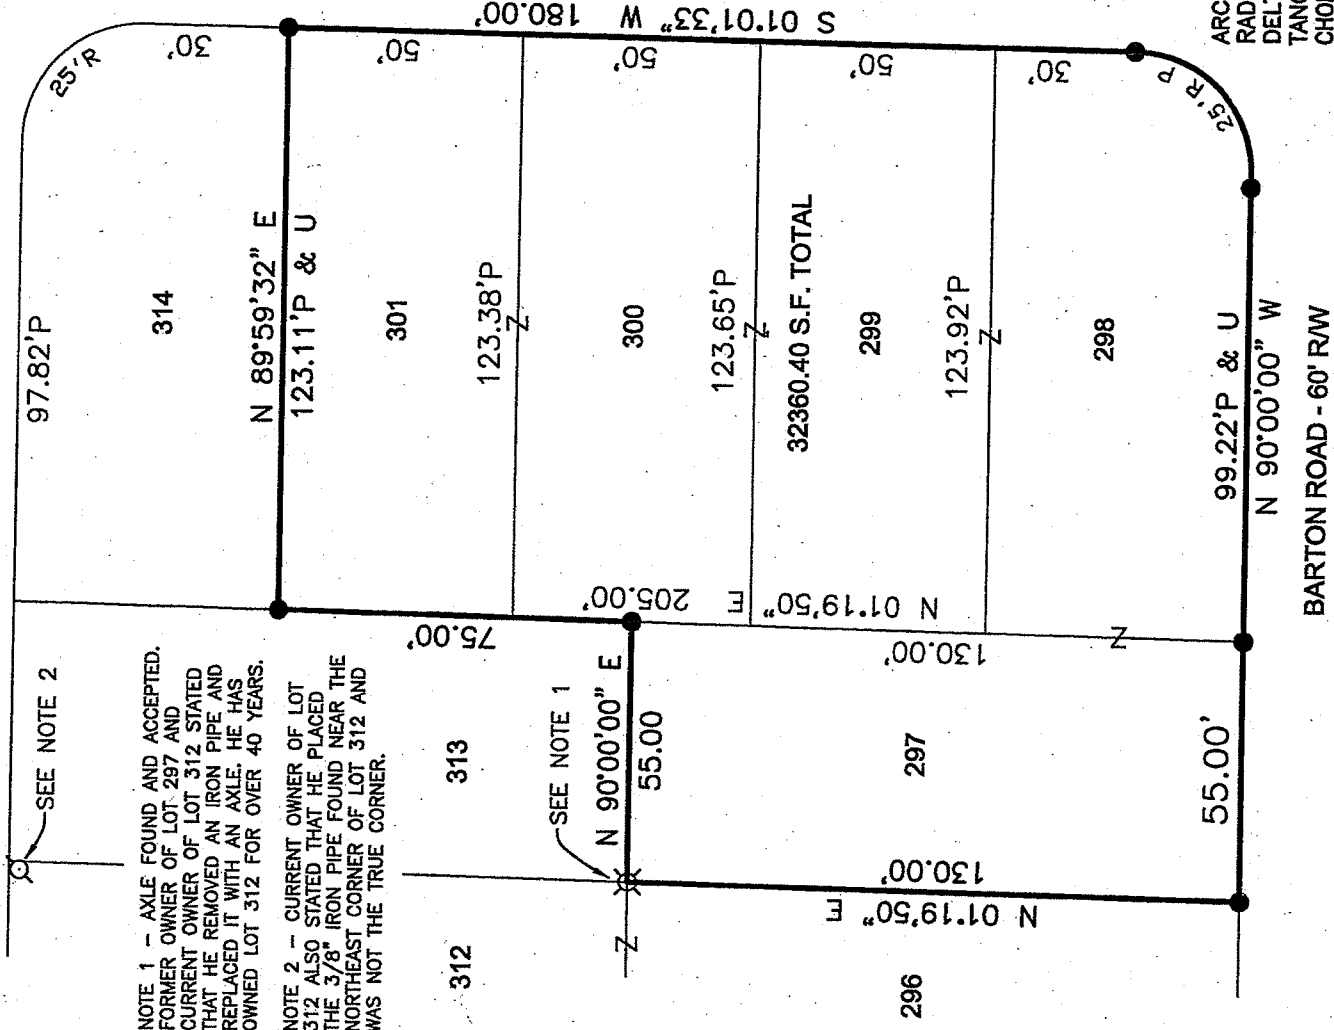 S 01°01'33" W 180.00'
25'R
30'
97.82'P
314
N 89°59'32" E
123.11'P & U
50'
301
123.38'P
Z
50'
300
123.65'P
Z
32360.40 S.F. TOTAL
50'
299
123.92'P
Z
30'
298
25'R P
99.22'P & U
N 90°00'00" W
BARTON ROAD - 60' R/W
ARC
RAD
DEL
TANG
CHO
SEE NOTE 2
NOTE 1 - AXLE FOUND AND ACCEPTED.
FORMER OWNER OF LOT 297 AND
CURRENT OWNER OF LOT 312 STATED
THAT HE REMOVED AN IRON PIPE AND
REPLACED IT WITH AN AXLE. HE HAS
OWNED LOT 312 FOR OVER 40 YEARS.
NOTE 2 - CURRENT OWNER OF LOT
312 ALSO STATED THAT HE PLACED
THE 3/8" IRON PIPE FOUND NEAR THE
NORTHEAST CORNER OF LOT 312 AND
WAS NOT THE TRUE CORNER.
75.00'
N 01°19'50" E 205.00'
130.00'
Z
313
SEE NOTE 1
N 90°00'00" E
55.00
297
55.00'
130.00'
N 01°19'50" E
312
Z
296